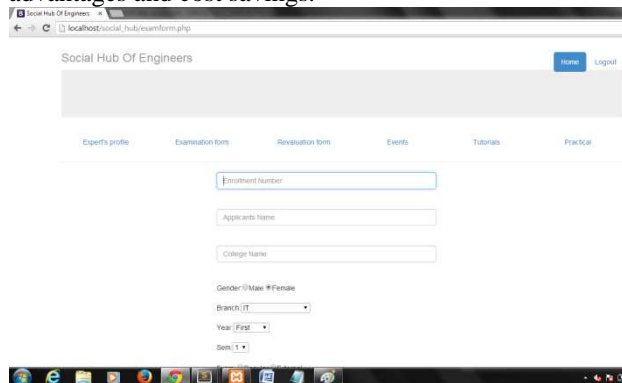 advantages and cost savings.
Social Hub Of Engineers
localhost/social_hub/examform.php
Social Hub Of Engineers
Home Logout
Expert's profile Examination form Revaluation form Events Tutorials Practical
Enrollment Number
Applicants Name
College Name
Gender Male Female
Branch IT
Year First
Sem 1